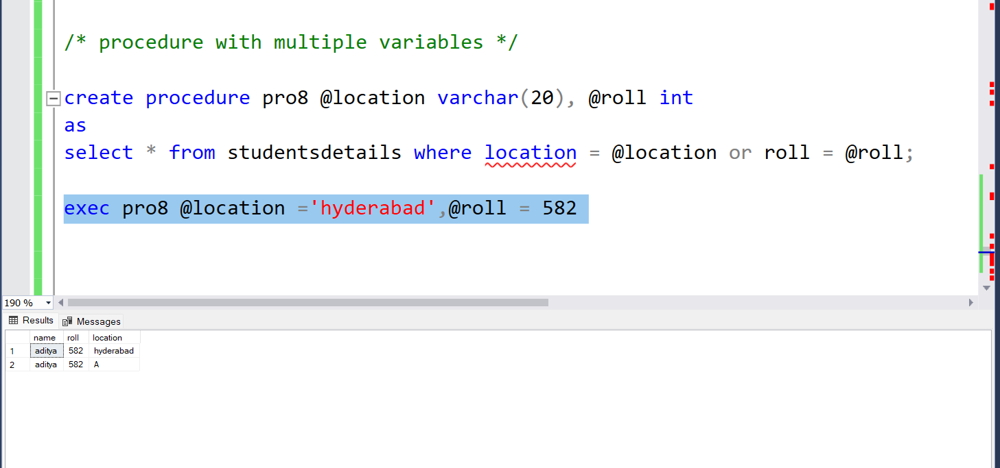 /* procedure with multiple variables */
create procedure pro8 @location varchar(20), @roll int
as
select * from studentsdetails where location = @location or roll = @roll;
exec pro8 @location ='hyderabad',@roll = 582
190 %
Results Messages
name roll location
1 aditya 582 hyderabad
2 aditya 582 A